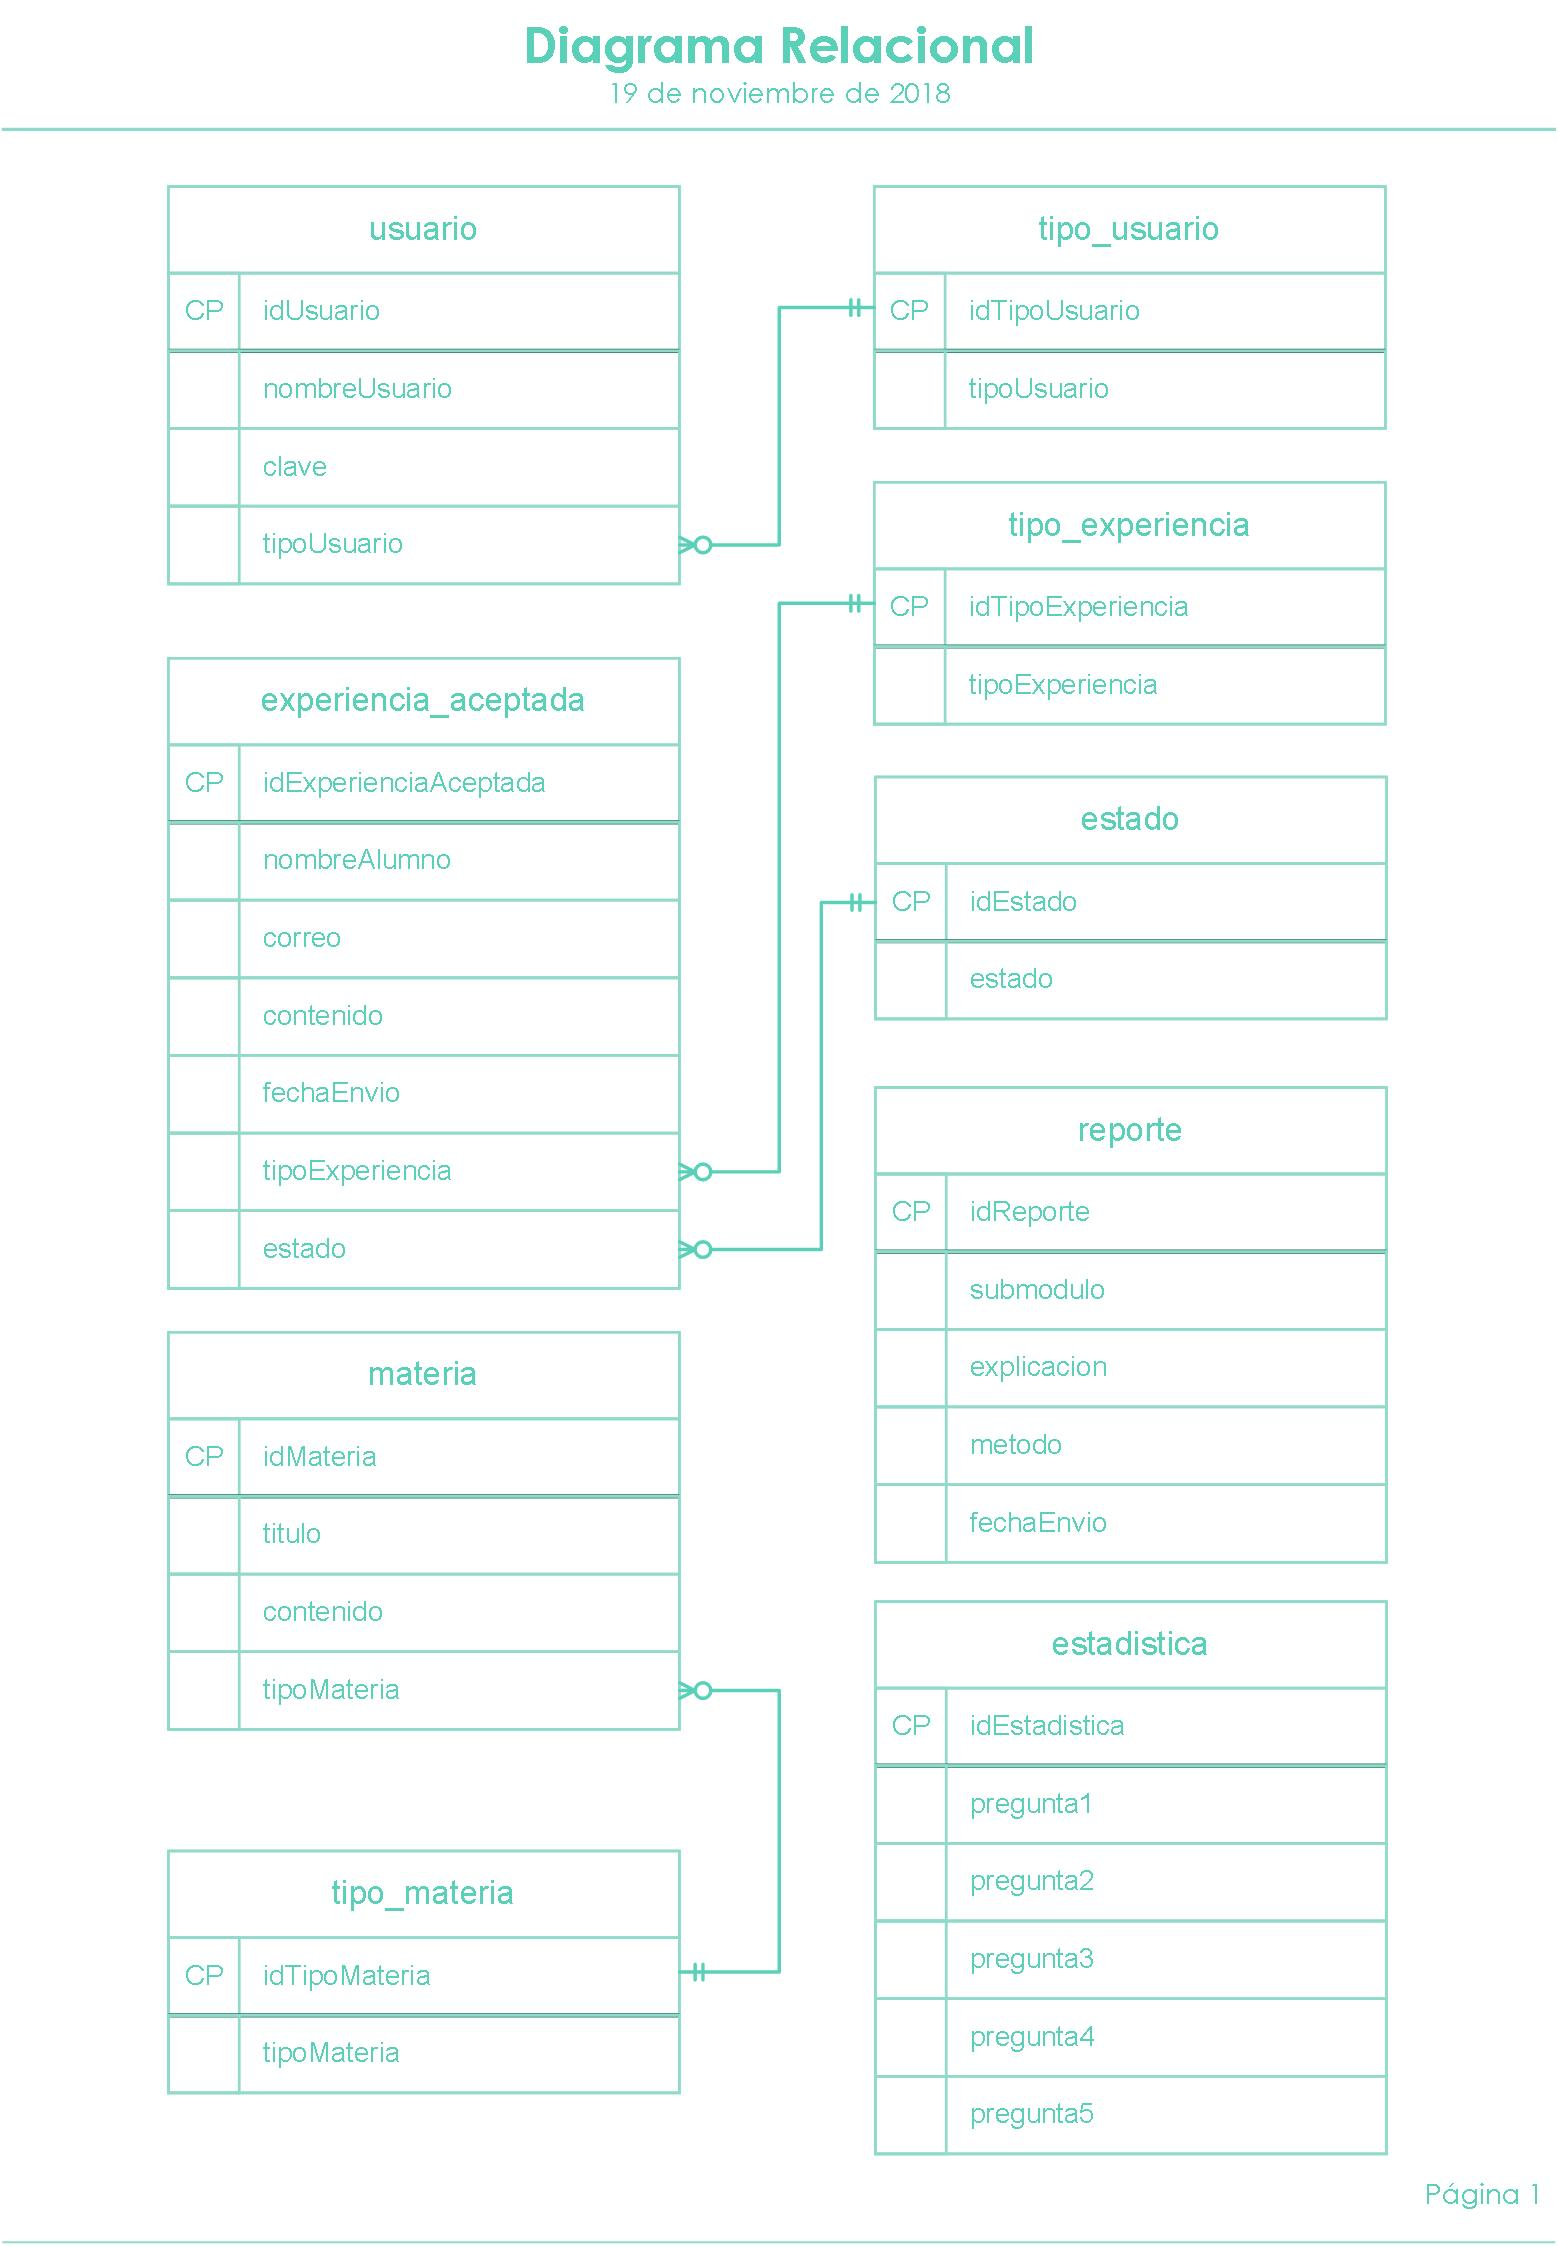 Diagrama Relacional
19 de noviembre de 2018
usuario
CP idUsuario
nombreUsuario
clave
tipoUsuario
tipo_usuario
CP idTipoUsuario
tipoUsuario
tipo_experiencia
CP idTipoExperiencia
tipoExperiencia
experiencia_aceptada
CP idExperienciaAceptada
nombreAlumno
correo
contenido
fechaEnvio
tipoExperiencia
estado
estado
CP idEstado
estado
reporte
CP idReporte
submodulo
explicacion
metodo
fechaEnvio
materia
CP idMateria
titulo
contenido
tipoMateria
estadistica
CP idEstadistica
pregunta1
pregunta2
pregunta3
pregunta4
pregunta5
tipo_materia
CP idTipoMateria
tipoMateria
Página 1